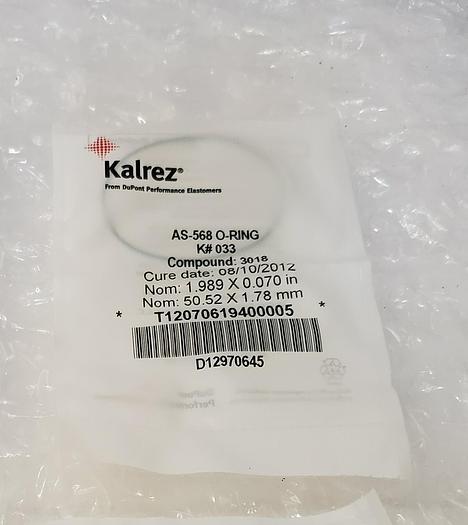 Kalrez®
From DuPont Performance Elastomers
AS-568 O-RING
K# 033
Compound: 3018
Cure date: 08/10/2012
Nom: 1.989 X 0.070 in
Nom: 50.52 X 1.78 mm
* T12070619400005 *
D12970645